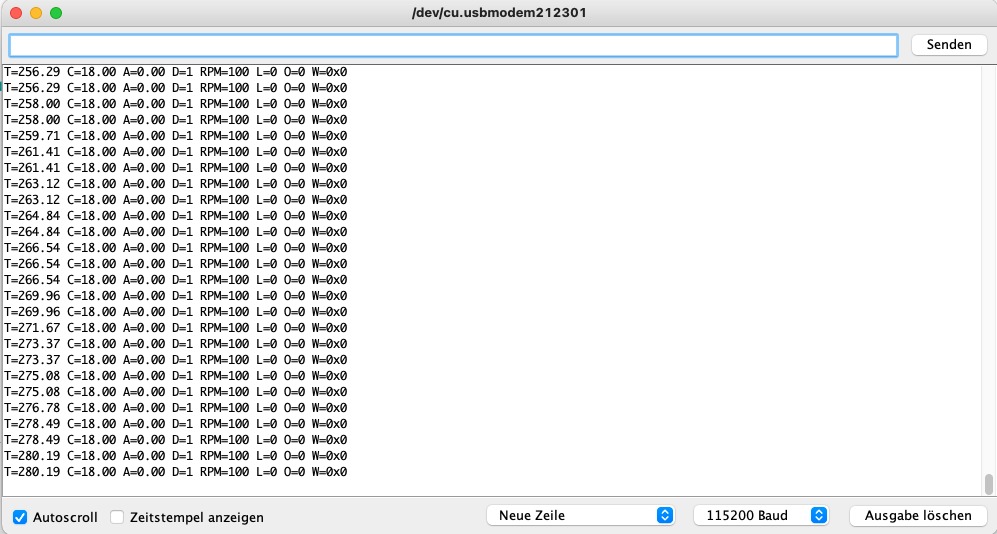 /dev/cu.usbmodem212301
Senden
T=256.29 C=18.00 A=0.00 D=1 RPM=100 L=0 O=0 W=0x0
T=256.29 C=18.00 A=0.00 D=1 RPM=100 L=0 O=0 W=0x0
T=258.00 C=18.00 A=0.00 D=1 RPM=100 L=0 O=0 W=0x0
T=258.00 C=18.00 A=0.00 D=1 RPM=100 L=0 O=0 W=0x0
T=259.71 C=18.00 A=0.00 D=1 RPM=100 L=0 O=0 W=0x0
T=261.41 C=18.00 A=0.00 D=1 RPM=100 L=0 O=0 W=0x0
T=261.41 C=18.00 A=0.00 D=1 RPM=100 L=0 O=0 W=0x0
T=263.12 C=18.00 A=0.00 D=1 RPM=100 L=0 O=0 W=0x0
T=263.12 C=18.00 A=0.00 D=1 RPM=100 L=0 O=0 W=0x0
T=264.84 C=18.00 A=0.00 D=1 RPM=100 L=0 O=0 W=0x0
T=264.84 C=18.00 A=0.00 D=1 RPM=100 L=0 O=0 W=0x0
T=266.54 C=18.00 A=0.00 D=1 RPM=100 L=0 O=0 W=0x0
T=266.54 C=18.00 A=0.00 D=1 RPM=100 L=0 O=0 W=0x0
T=266.54 C=18.00 A=0.00 D=1 RPM=100 L=0 O=0 W=0x0
T=269.96 C=18.00 A=0.00 D=1 RPM=100 L=0 O=0 W=0x0
T=269.96 C=18.00 A=0.00 D=1 RPM=100 L=0 O=0 W=0x0
T=271.67 C=18.00 A=0.00 D=1 RPM=100 L=0 O=0 W=0x0
T=273.37 C=18.00 A=0.00 D=1 RPM=100 L=0 O=0 W=0x0
T=273.37 C=18.00 A=0.00 D=1 RPM=100 L=0 O=0 W=0x0
T=275.08 C=18.00 A=0.00 D=1 RPM=100 L=0 O=0 W=0x0
T=275.08 C=18.00 A=0.00 D=1 RPM=100 L=0 O=0 W=0x0
T=276.78 C=18.00 A=0.00 D=1 RPM=100 L=0 O=0 W=0x0
T=278.49 C=18.00 A=0.00 D=1 RPM=100 L=0 O=0 W=0x0
T=278.49 C=18.00 A=0.00 D=1 RPM=100 L=0 O=0 W=0x0
T=280.19 C=18.00 A=0.00 D=1 RPM=100 L=0 O=0 W=0x0
T=280.19 C=18.00 A=0.00 D=1 RPM=100 L=0 O=0 W=0x0
Autoscroll Zeitstempel anzeigen Neue Zeile 115200 Baud Ausgabe löschen